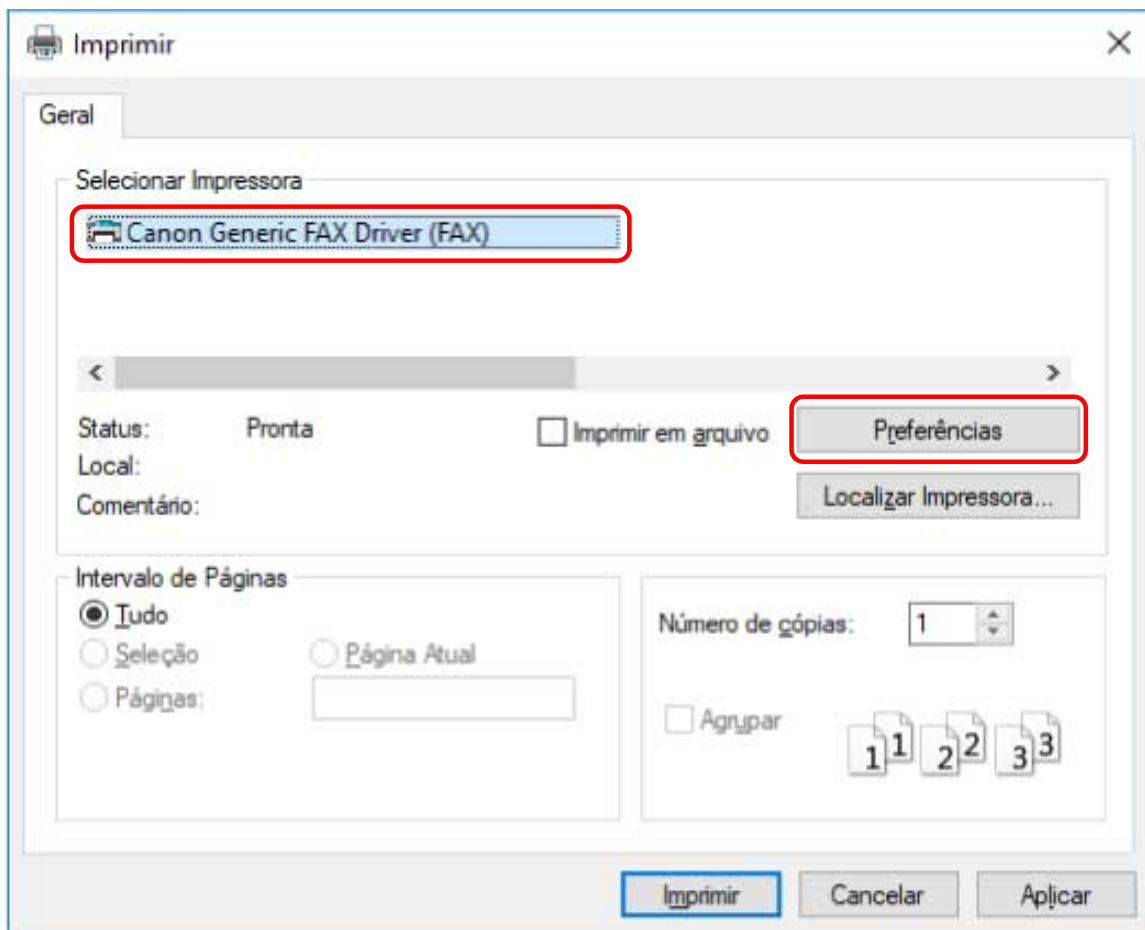 Imprimir
Geral
Selecionar Impressora
Canon Generic FAX Driver (FAX)
Status: Pronta
Imprimir em arquivo
Preferências
Local:
Localizar Impressora...
Comentário:
Intervalo de Páginas
Tudo
Seleção
Página Atual
Páginas:
Número de cópias: 1
Agrupar
1 1 2 2 3 3
Imprimir
Cancelar
Aplicar